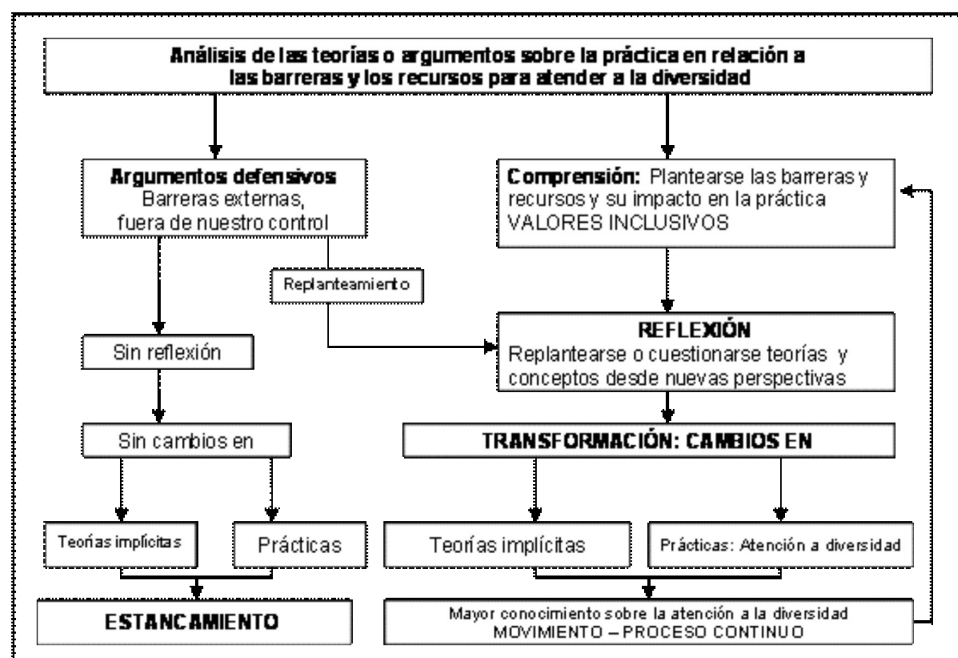 Análisis de las teorías o argumentos sobre la práctica en relación a
las barreras y los recursos para atender a la diversidad
Argumentos defensivos
Barreras externas,
fuera de nuestro control
Comprensión: Plantearse las barreras y
recursos y su impacto en la práctica
VALORES INCLUSIVOS
Replanteamiento
REFLEXIÓN
Replantearse o cuestionarse teorías y
conceptos desde nuevas perspectivas
Sin reflexión
Sin cambios en
TRANSFORMACIÓN: CAMBIOS EN
Teorías implícitas
Prácticas
Teorías implícitas
Prácticas: Atención a diversidad
ESTANCAMIENTO
Mayor conocimiento sobre la atención a la diversidad
MOVIMIENTO – PROCESO CONTINUO